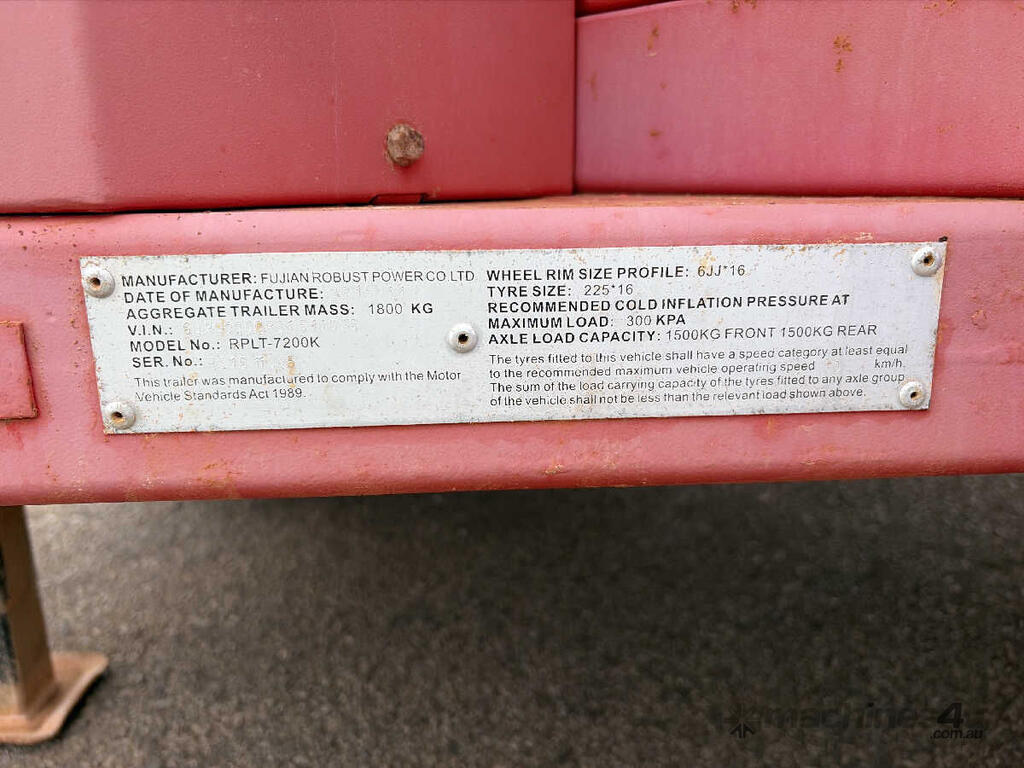 MANUFACTURER: FUJIAN ROBUST POWER CO LTD
DATE OF MANUFACTURE:
AGGREGATE TRAILER MASS: 1800 KG
V.I.N.:
MODEL No.: RPLT-7200K
SER. No.:
This trailer was manufactured to comply with the Motor
Vehicle Standards Act 1989.
WHEEL RIM SIZE PROFILE: 6JJ*16
TYRE SIZE: 225*16
RECOMMENDED COLD INFLATION PRESSURE AT
MAXIMUM LOAD: 300 KPA
AXLE LOAD CAPACITY: 1500KG FRONT 1500KG REAR
The tyres fitted to this vehicle shall have a speed category at least equal
to the recommended maximum vehicle operating speed km/h.
The sum of the load carrying capacity of the tyres fitted to any axle group
of the vehicle shall not be less than the relevant load shown above.
machines4u
.com.au